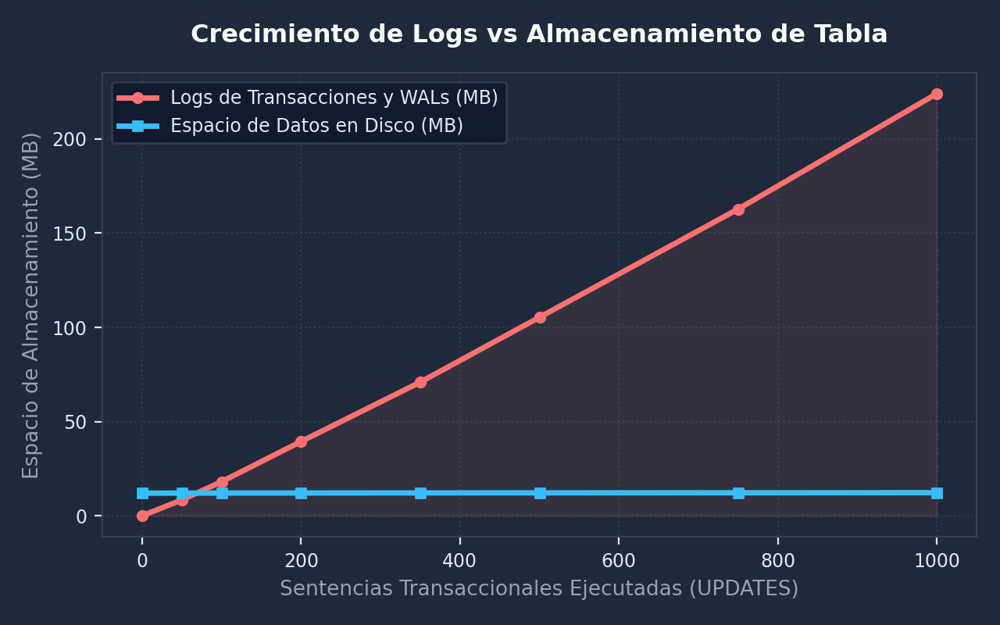 Crecimiento de Logs vs Almacenamiento de Tabla
Logs de Transacciones y WALs (MB)
Espacio de Datos en Disco (MB)
Espacio de Almacenamiento (MB)
200
150
100
50
0
0 200 400 600 800 1000
Sentencias Transaccionales Ejecutadas (UPDATES)